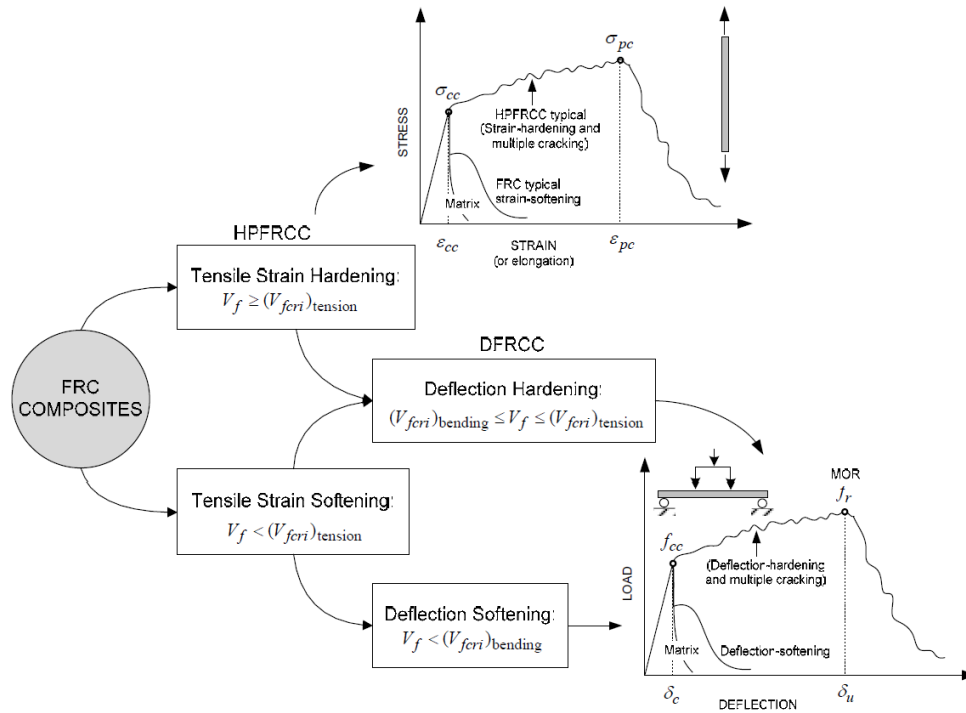 σpc
σcc
STRESS
HPFRCC typical
(Strain-hardening and
multiple cracking)
FRC typical
strain-softening
Matrix
εcc
STRAIN
(or elongation)
εpc
HPFRCC
Tensile Strain Hardening:
Vf ≥ (Vfcri)tension
FRC
COMPOSITES
DFRCC
Deflection Hardening:
(Vfcri)bending ≤ Vf ≤ (Vfcri)tension
Tensile Strain Softening:
Vf < (Vfcri)tension
Deflection Softening:
Vf < (Vfcri)bending
MOR
fr
fcc
LOAD
(Deflection-hardening
and multiple cracking)
Deflection-softening
Matrix
δc
DEFLECTION
δu